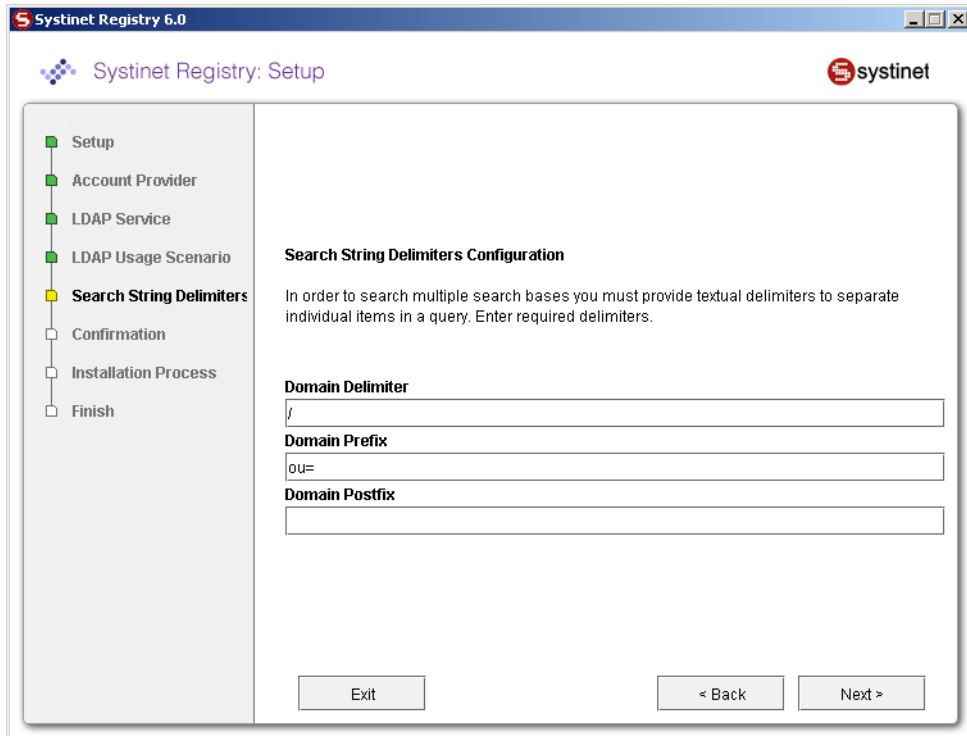 Systinet Registry 6.0
Systinet Registry: Setup
systinet
Setup
Account Provider
LDAP Service
LDAP Usage Scenario
Search String Delimiters
Confirmation
Installation Process
Finish
Search String Delimiters Configuration
In order to search multiple search bases you must provide textual delimiters to separate
individual items in a query. Enter required delimiters.
Domain Delimiter
/
Domain Prefix
ou=
Domain Postfix
Exit
< Back
Next >